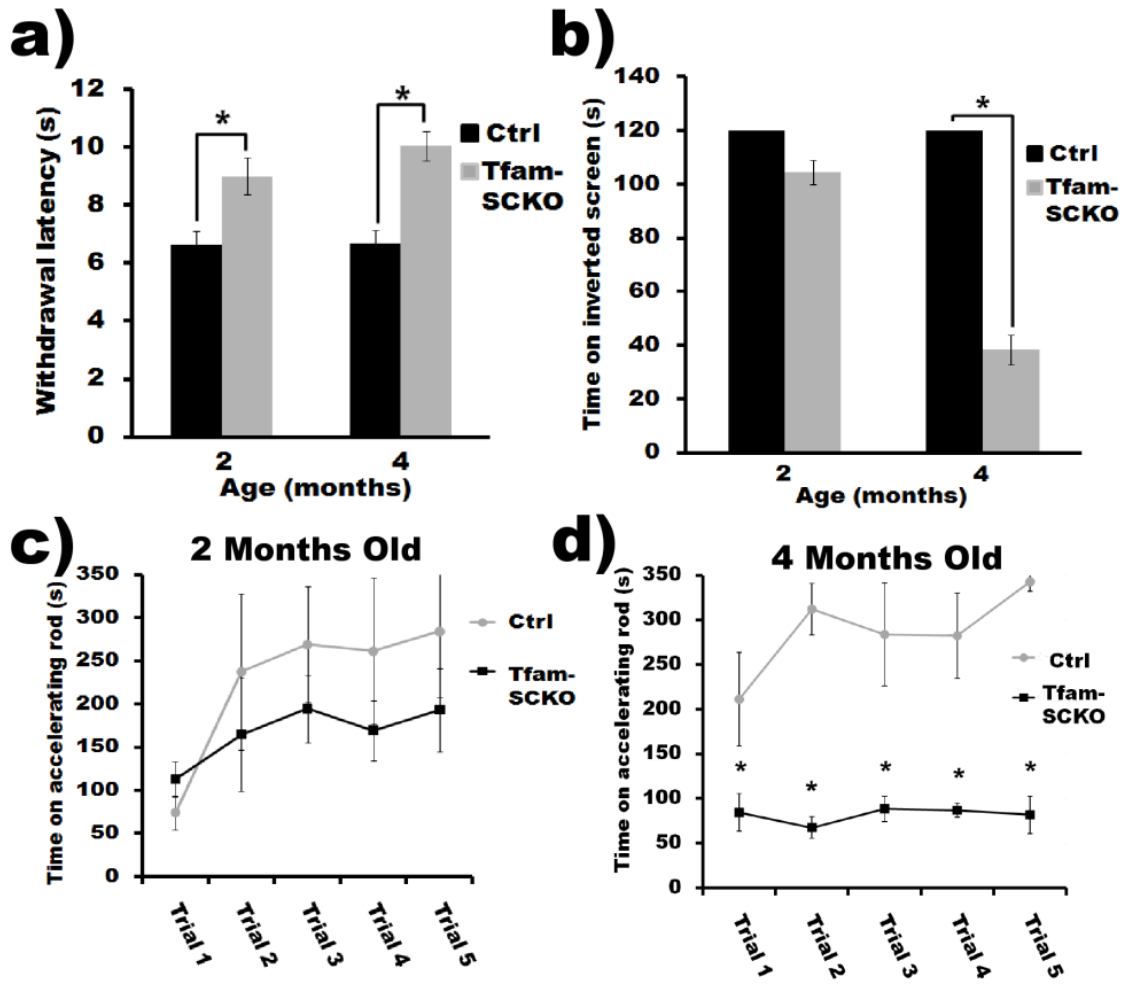 a)
12
10
8
6
4
2
0
Withdrawal latency (s)
*
*
Ctrl
Tfam-
SCKO
2
4
Age (months)
b)
140
120
100
80
60
40
20
0
Time on inverted screen (s)
*
Ctrl
Tfam-
SCKO
2
4
Age (months)
c)
2 Months Old
350
300
250
200
150
100
50
0
Time on accelerating rod (s)
Ctrl
Tfam-
SCKO
Trial 1
Trial 2
Trial 3
Trial 4
Trial 5
d)
4 Months Old
350
300
250
200
150
100
50
0
Time on accelerating rod (s)
Ctrl
Tfam-
SCKO
*
*
*
*
*
Trial 1
Trial 2
Trial 3
Trial 4
Trial 5